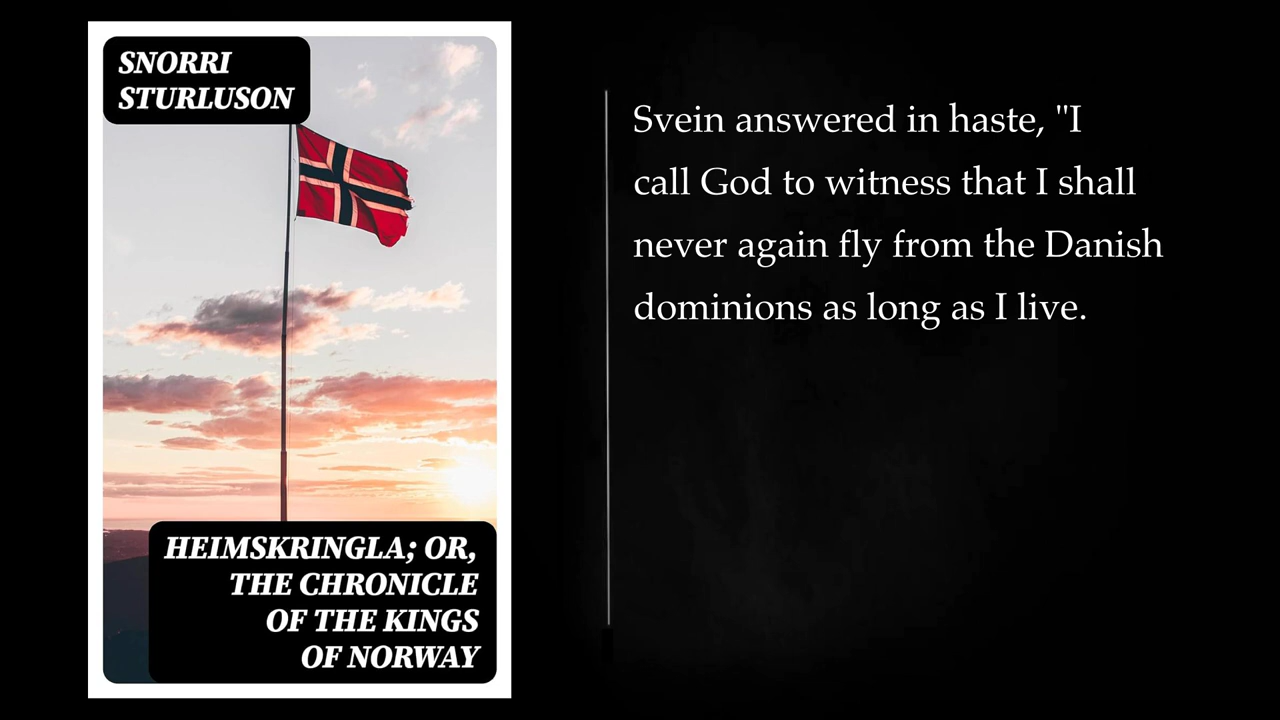 SNORRI
STURLUSON
HEIMSKRINGLA; OR,
THE CHRONICLE
OF THE KINGS
OF NORWAY
Svein answered in haste, "I
call God to witness that I shall
never again fly from the Danish
dominions as long as I live.